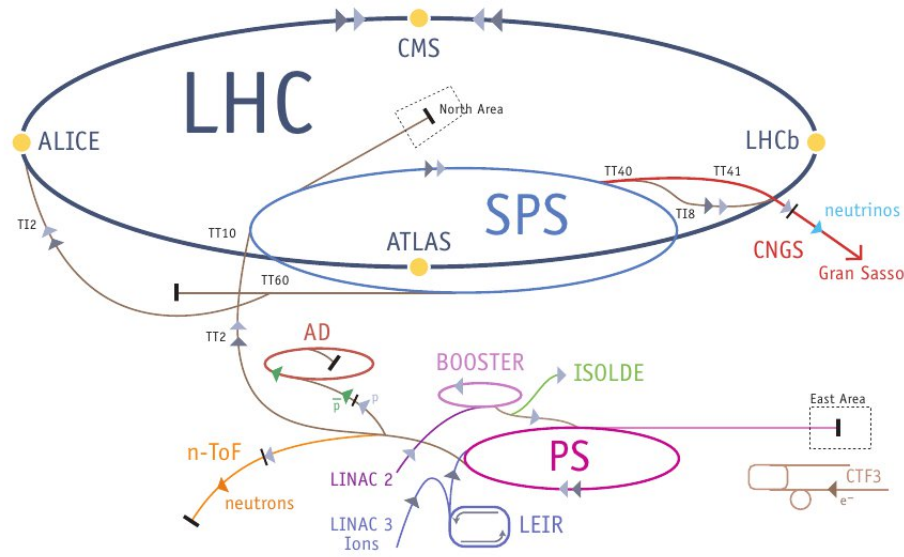 CMS
LHC
North Area
ALICE
LHCb
TT40
TT41
SPS
TI8
neutrinos
TI2
TT10
ATLAS
CNGS
Gran Sasso
TT60
TT2
AD
BOOSTER
ISOLDE
p
p̅
East Area
n-ToF
PS
LINAC 2
neutrons
CTF3
e⁻
LINAC 3
Ions
LEIR